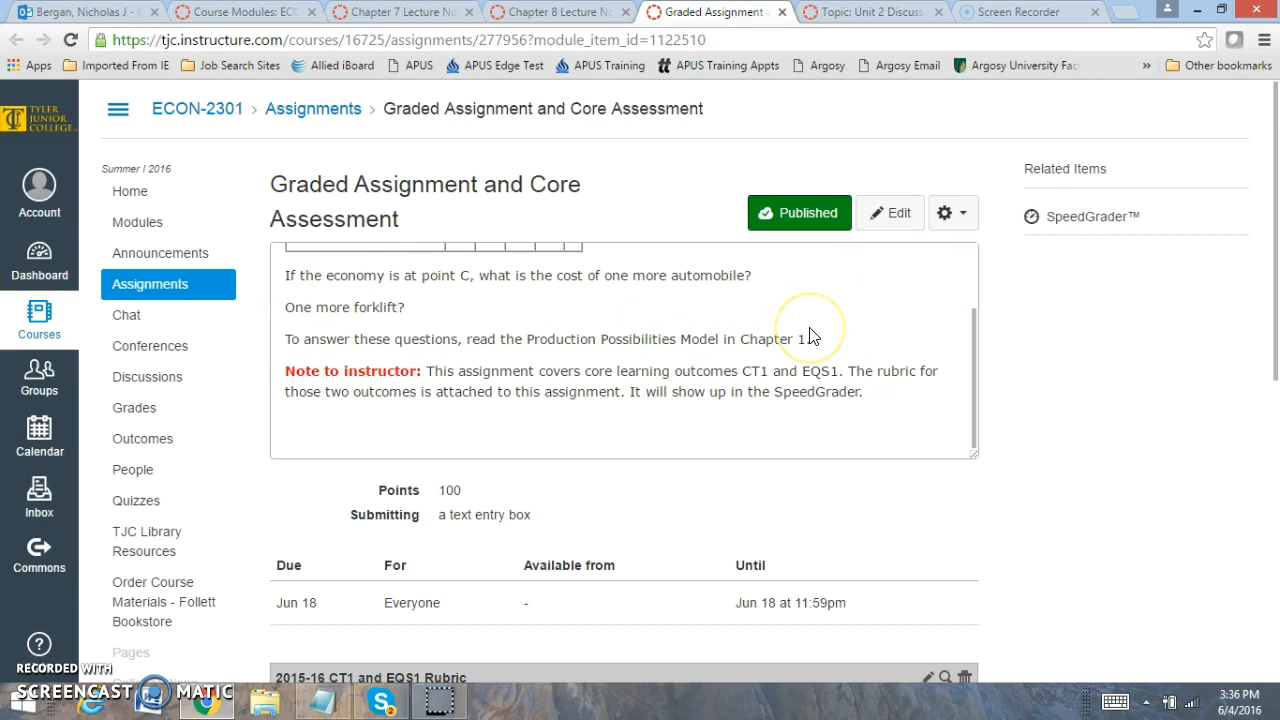 Bergan, Nicholas J - C
Course Modules: EC
Chapter 7 Lecture No
Chapter 8 Lecture No
Graded Assignment a
Topic: Unit 2 Discuss
Screen Recorder
https://tjc.instructure.com/courses/16725/assignments/277956?module_item_id=1122510
Apps Imported From IE Job Search Sites Allied iBoard APUS APUS Edge Test APUS Training APUS Training Appts Argosy Argosy Email Argosy University Fac » Other bookmarks
TYLER
JUNIOR
COLLEGE
ECON-2301 > Assignments > Graded Assignment and Core Assessment
Account
Dashboard
Courses
Groups
Calendar
Inbox
Commons
Summer I 2016
Home
Modules
Announcements
Assignments
Chat
Conferences
Discussions
Grades
Outcomes
People
Quizzes
TJC Library
Resources
Order Course
Materials - Follett
Bookstore
Pages
Graded Assignment and Core
Assessment
Published
Edit
If the economy is at point C, what is the cost of one more automobile?
One more forklift?
To answer these questions, read the Production Possibilities Model in Chapter 1.
Note to instructor: This assignment covers core learning outcomes CT1 and EQS1. The rubric for
those two outcomes is attached to this assignment. It will show up in the SpeedGrader.
Points 100
Submitting a text entry box
Due For Available from Until
Jun 18 Everyone - Jun 18 at 11:59pm
2015-16 CT1 and EQS1 Rubric
Related Items
SpeedGrader™
RECORDED WITH
SCREENCAST MATIC
3:36 PM
6/4/2016